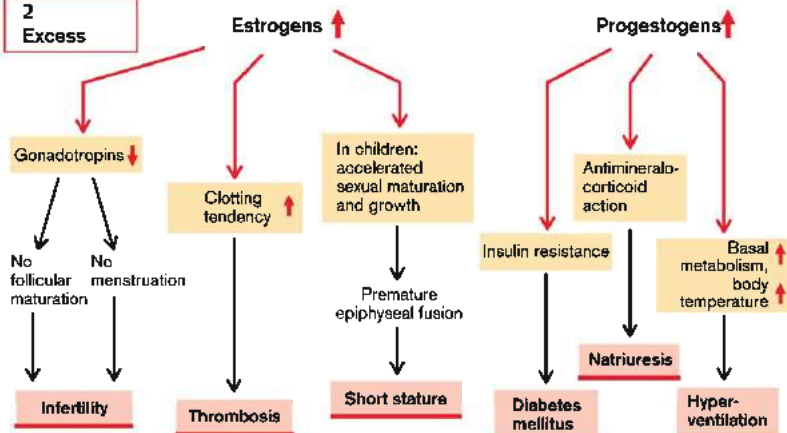 2
Excess
Estrogens
Progestogens
Gonadotropins
Clotting
tendency
In children:
accelerated
sexual maturation
and growth
Insulin resistance
Antimineralo-
corticoid
action
Basal
metabolism,
body
temperature
No
follicular
maturation
No
menstruation
Premature
epiphyseal fusion
Infertility
Thrombosis
Short stature
Diabetes
mellitus
Natriuresis
Hyper-
ventilation